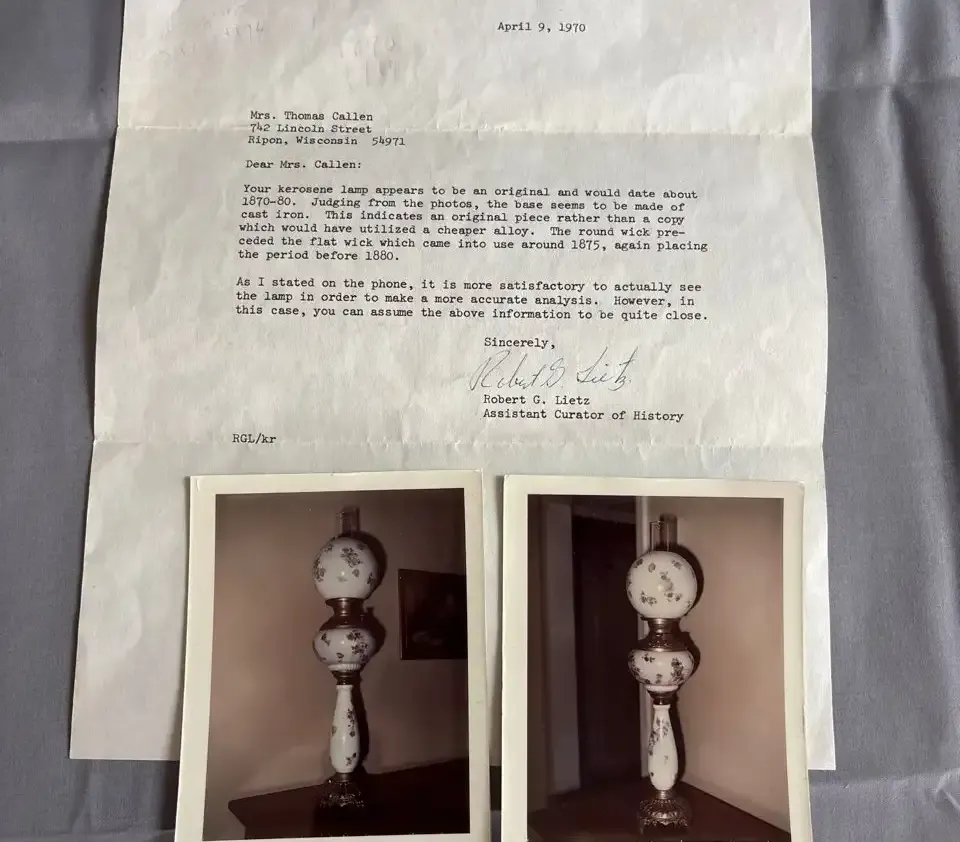 April 9, 1970
Mrs. Thomas Callen
742 Lincoln Street
Ripon, Wisconsin 54971
Dear Mrs. Callen:
Your kerosene lamp appears to be an original and would date about
1870-80. Judging from the photos, the base seems to be made of
cast iron. This indicates an original piece rather than a copy
which would have utilized a cheaper alloy. The round wick pre-
ceded the flat wick which came into use around 1875, again placing
the period before 1880.
As I stated on the phone, it is more satisfactory to actually see
the lamp in order to make a more accurate analysis. However, in
this case, you can assume the above information to be quite close.
Sincerely,
Robert G. Lietz
Robert G. Lietz
Assistant Curator of History
RGL/kr